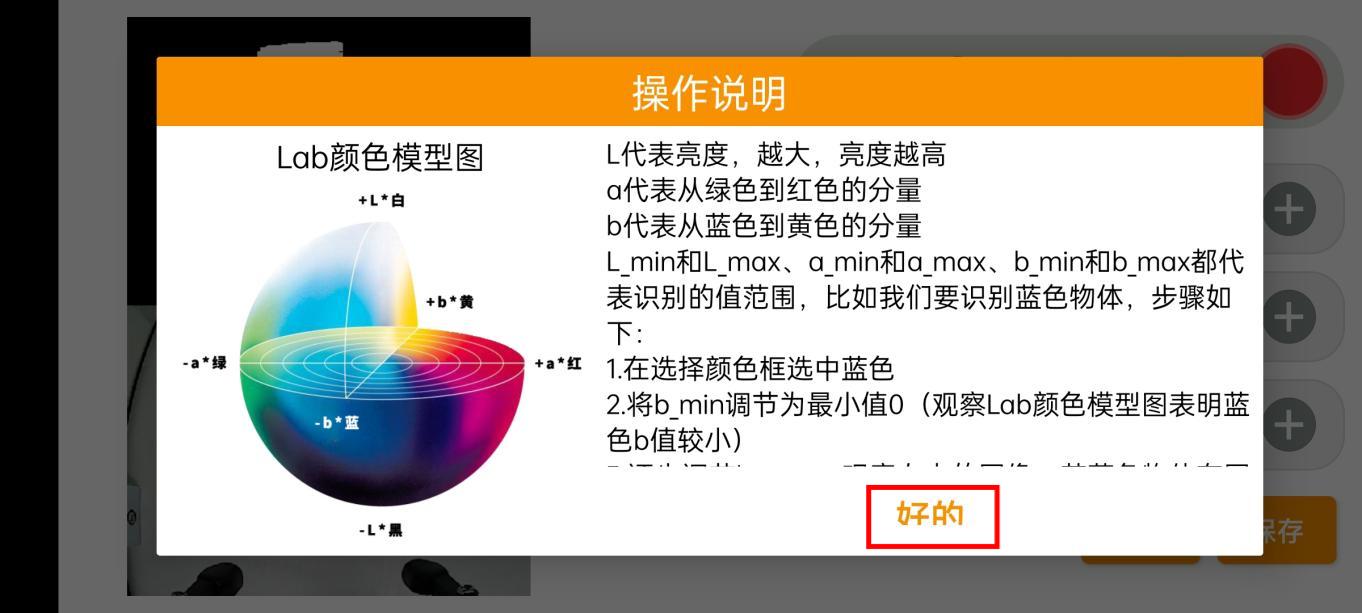 操作说明
Lab颜色模型图
+L*白
+b*黄
-a*绿
+a*红
-b*蓝
-L*黑
L代表亮度，越大，亮度越高
a代表从绿色到红色的分量
b代表从蓝色到黄色的分量
L_min和L_max、a_min和a_max、b_min和b_max都代
表识别的值范围，比如我们要识别蓝色物体，步骤如
下：
1.在选择颜色框选中蓝色
2.将b_min调节为最小值0（观察Lab颜色模型图表明蓝
色b值较小）
好的
保存